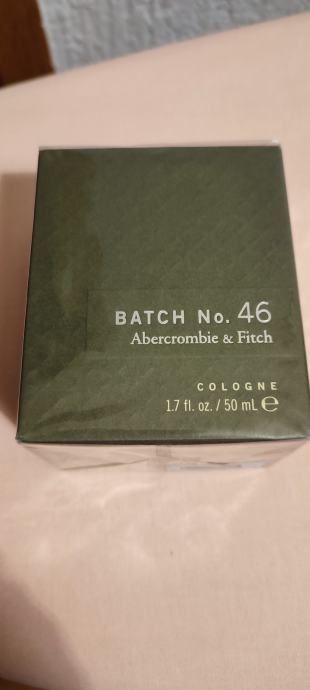 BATCH No. 46
Abercrombie & Fitch
COLOGNE
1.7 fl. oz. / 50 mL ℮